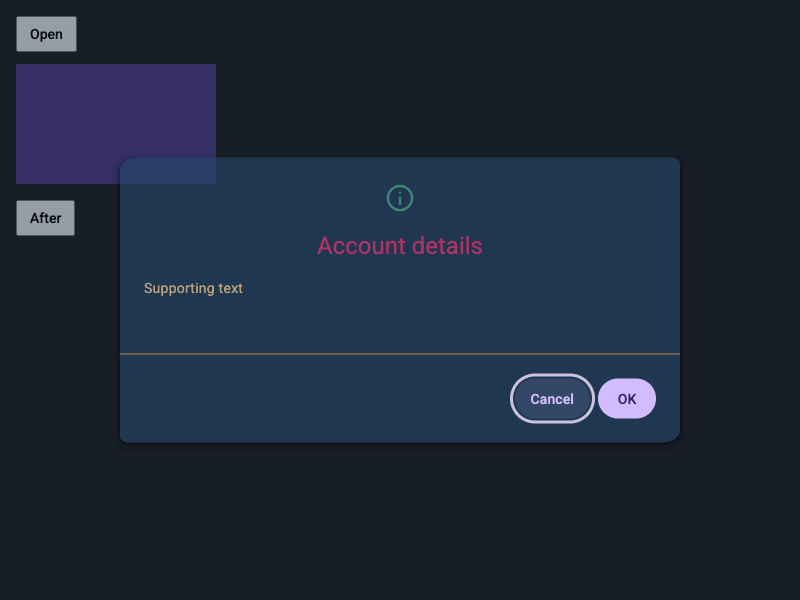 Open
After
Account details
Supporting text
Cancel
OK